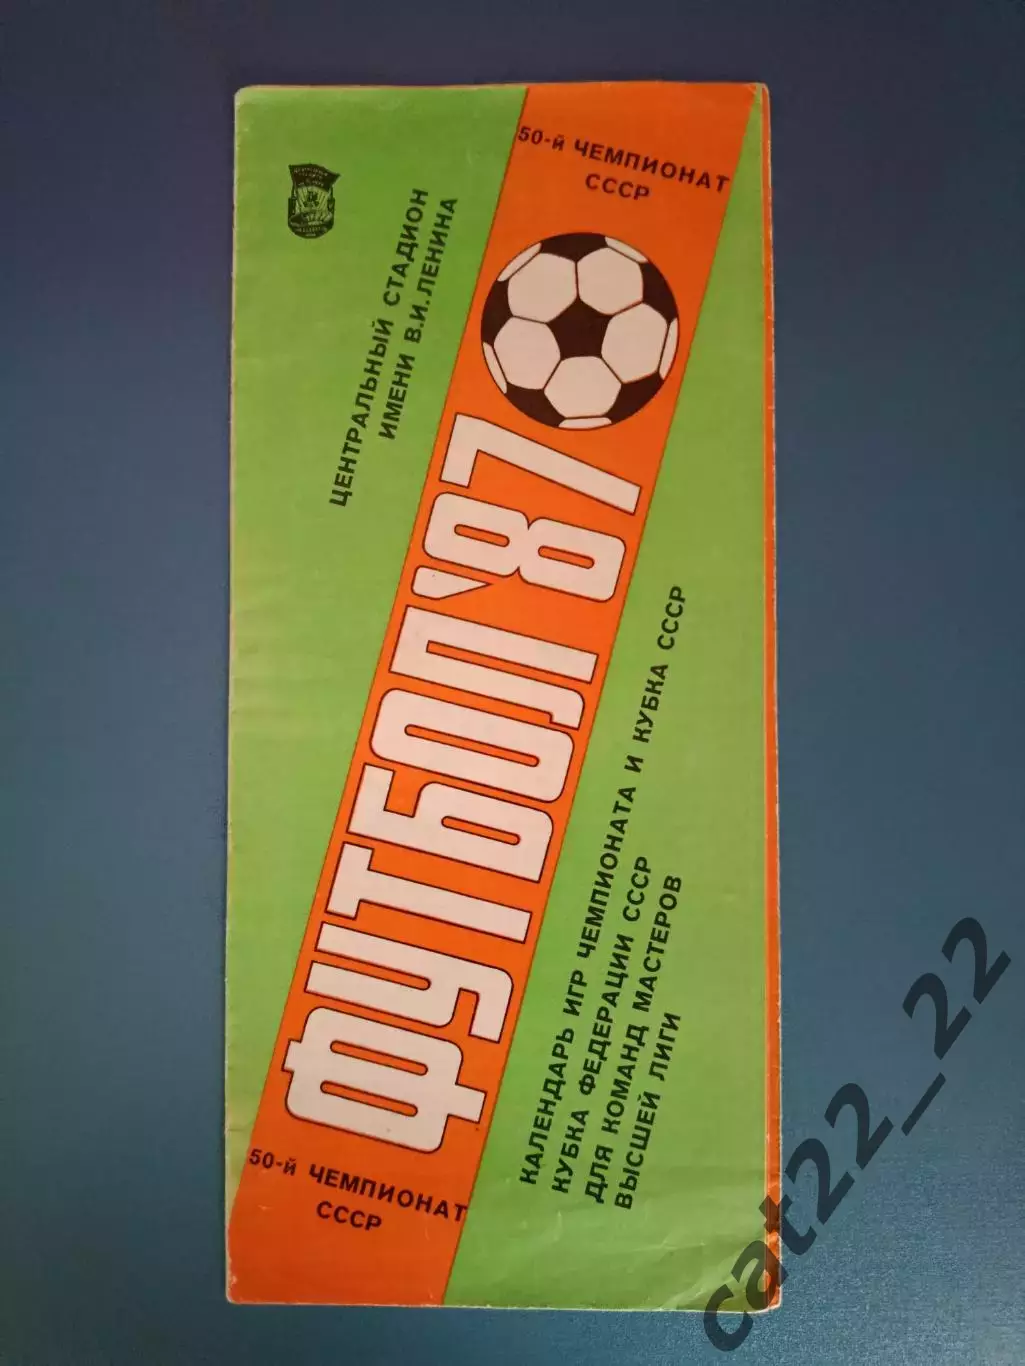 50-й ЧЕМПИОНАТ
СССР
ЦЕНТРАЛЬНЫЙ СТАДИОН
ИМЕНИ В.И.ЛЕНИНА
ФУТБОЛ'87
КАЛЕНДАРЬ ИГР ЧЕМПИОНАТА И КУБКА СССР
КУБКА ФЕДЕРАЦИИ СССР
ДЛЯ КОМАНД МАСТЕРОВ
ВЫСШЕЙ ЛИГИ
50-й ЧЕМПИОНАТ
СССР
cat22_22